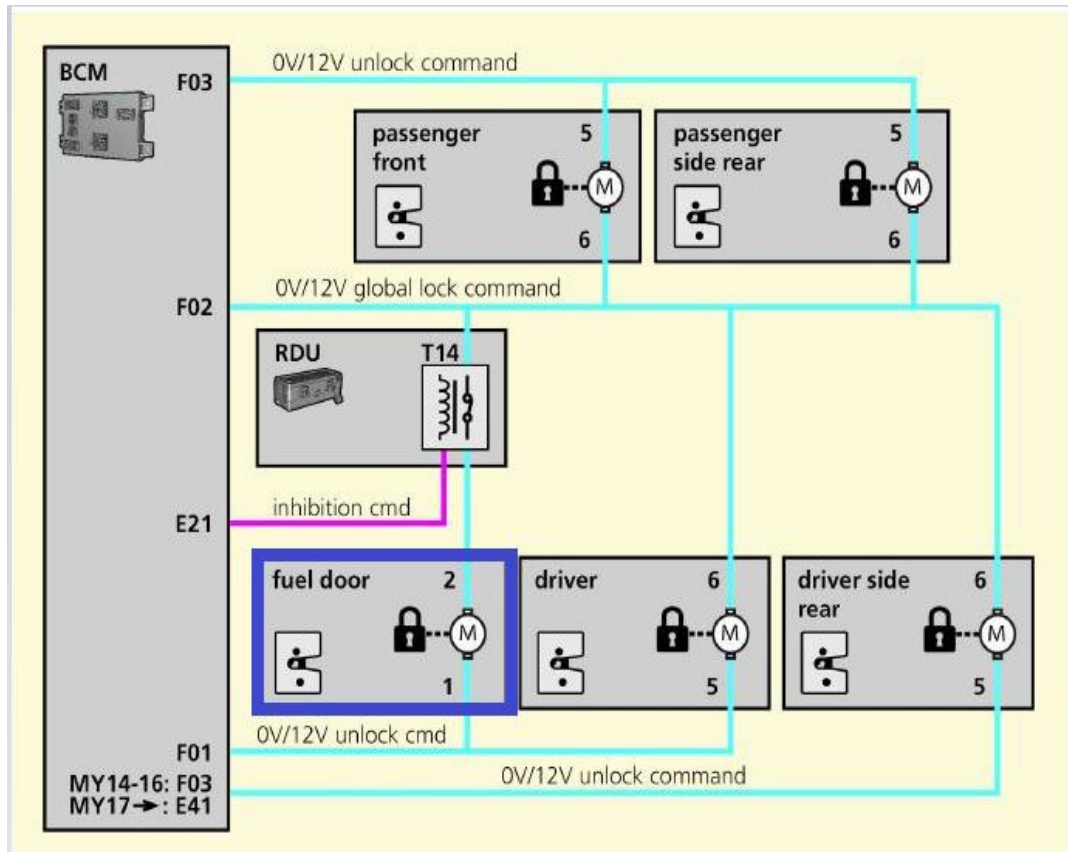 0V/12V unlock command
BCM
F03
passenger front
5
M
6
passenger side rear
5
M
6
0V/12V global lock command
F02
RDU
T14
inhibition cmd
E21
fuel door
2
M
1
driver
6
M
5
driver side rear
6
M
5
0V/12V unlock cmd
F01
0V/12V unlock command
MY14-16: F03
MY17➔: E41